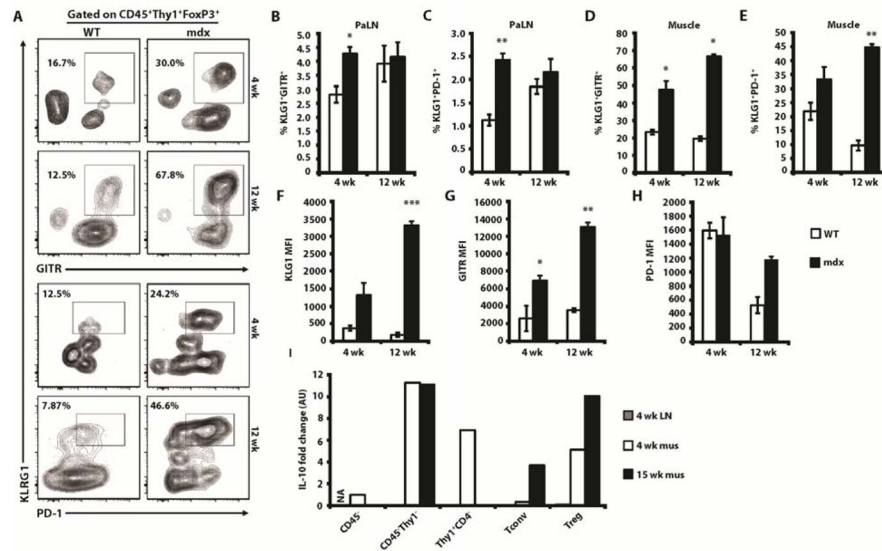 A
Gated on CD45⁺Thy1⁺FoxP3⁺
WT
mdx
16.7%
30.0%
4 wk
12.5%
67.8%
12 wk
GITR
12.5%
24.2%
4 wk
7.87%
46.6%
12 wk
KLRG1
PD-1
B
PaLN
% KLG1⁺GITR⁺
5.0
4.5
4.0
3.5
3.0
2.5
2.0
1.5
1.0
0.5
0
*
4 wk
12 wk
C
PaLN
% KLG1⁺PD-1⁺
3.0
2.5
2.0
1.5
1.0
0.5
0
**
4 wk
12 wk
D
Muscle
% KLG1⁺GITR⁺
80
70
60
50
40
30
20
10
0
*
*
4 wk
12 wk
E
Muscle
% KLG1⁺PD-1⁺
50
45
40
35
30
25
20
15
10
5
0
**
4 wk
12 wk
F
KLG1 MFI
4000
3500
3000
2500
2000
1500
1000
500
0
***
4 wk
12 wk
G
GITR MFI
16000
14000
12000
10000
8000
6000
4000
2000
0
*
**
4 wk
12 wk
H
PD-1 MFI
2000
1800
1600
1400
1200
1000
800
600
400
200
0
4 wk
12 wk
WT
mdx
I
IL-10 fold change (AU)
12
10
8
6
4
2
0
NA
CD45⁻
CD45⁺Thy1⁻
Thy1⁺CD4⁻
Tconv
Treg
4 wk LN
4 wk mus
15 wk mus